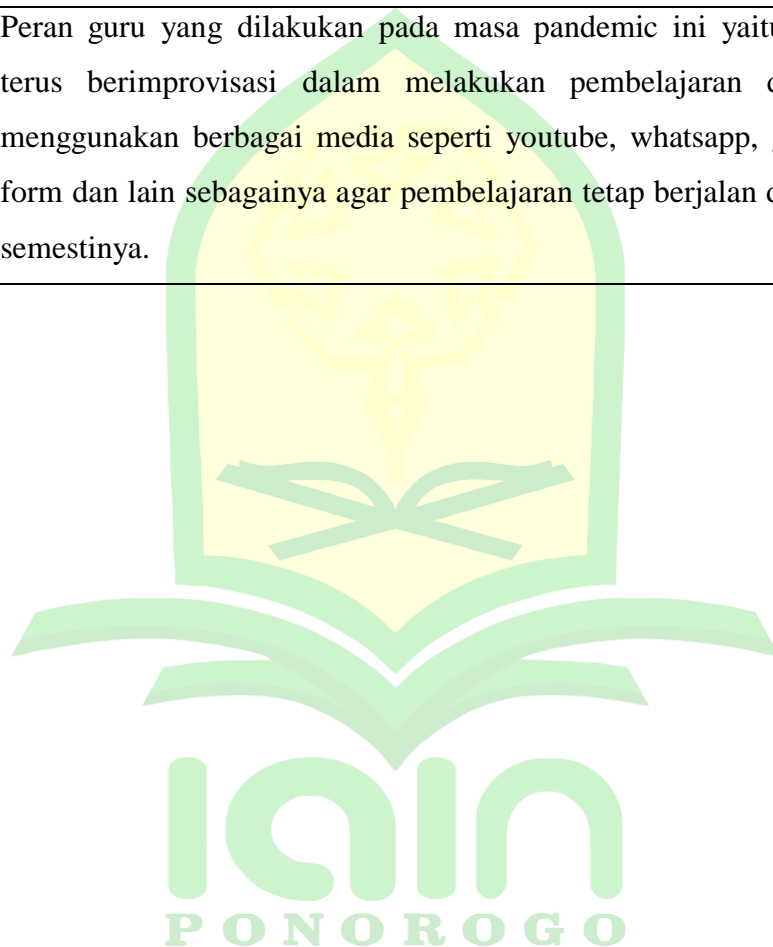 Peran guru yang dilakukan pada masa pandemic ini yaitu
terus berimprovisasi dalam melakukan pembelajaran
menggunakan berbagai media seperti youtube, whatsapp,
form dan lain sebagainya agar pembelajaran tetap berjalan
semestinya.
iain
PONOROGO